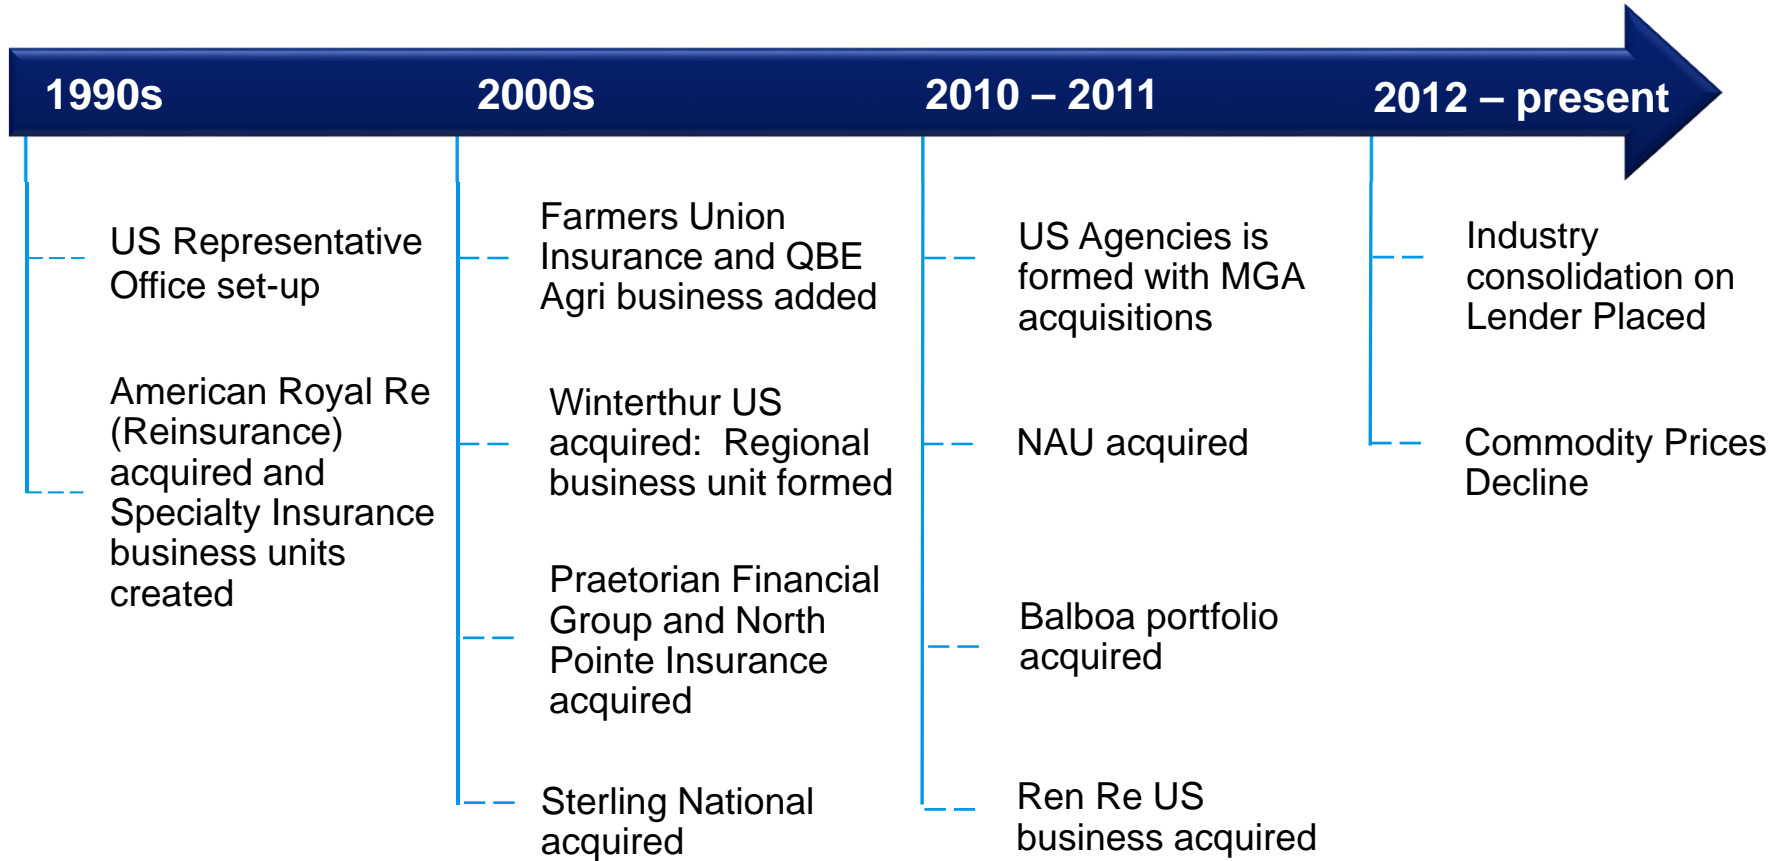 1990s
2000s
2010 – 2011
2012 – present
US Representative
Office set-up
American Royal Re
(Reinsurance)
acquired and
Specialty Insurance
business units
created
Farmers Union
Insurance and QBE
Agri business added
Winterthur US
acquired:  Regional
business unit formed
Praetorian Financial
Group and North
Pointe Insurance
acquired
Sterling National
acquired
US Agencies is
formed with MGA
acquisitions
NAU acquired
Balboa portfolio
acquired
Ren Re US
business acquired
Industry
consolidation on
Lender Placed
Commodity Prices
Decline